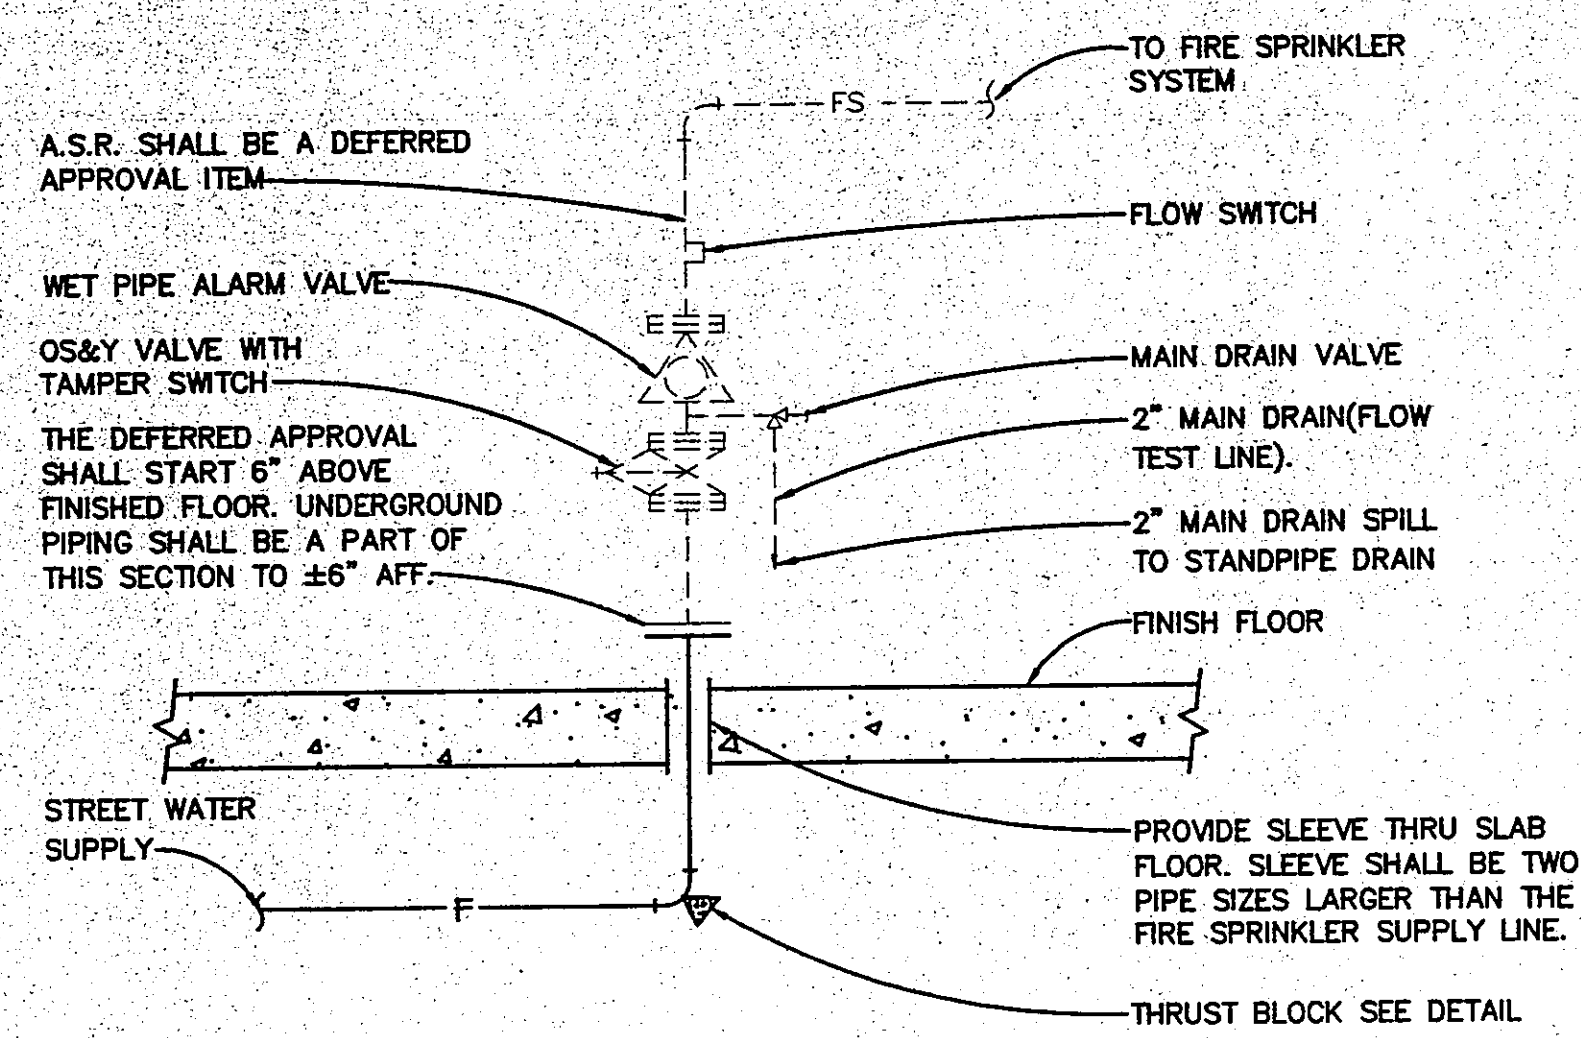 TO FIRE SPRINKLER
SYSTEM
FS
A.S.R. SHALL BE A DEFERRED
APPROVAL ITEM
FLOW SWITCH
WET PIPE ALARM VALVE
OS&Y VALVE WITH
TAMPER SWITCH
MAIN DRAIN VALVE
2" MAIN DRAIN(FLOW
TEST LINE).
THE DEFERRED APPROVAL
SHALL START 6" ABOVE
FINISHED FLOOR. UNDERGROUND
PIPING SHALL BE A PART OF
THIS SECTION TO ±6" AFF.
2" MAIN DRAIN SPILL
TO STANDPIPE DRAIN
FINISH FLOOR
STREET WATER
SUPPLY
F
PROVIDE SLEEVE THRU SLAB
FLOOR. SLEEVE SHALL BE TWO
PIPE SIZES LARGER THAN THE
FIRE SPRINKLER SUPPLY LINE.
THRUST BLOCK SEE DETAIL